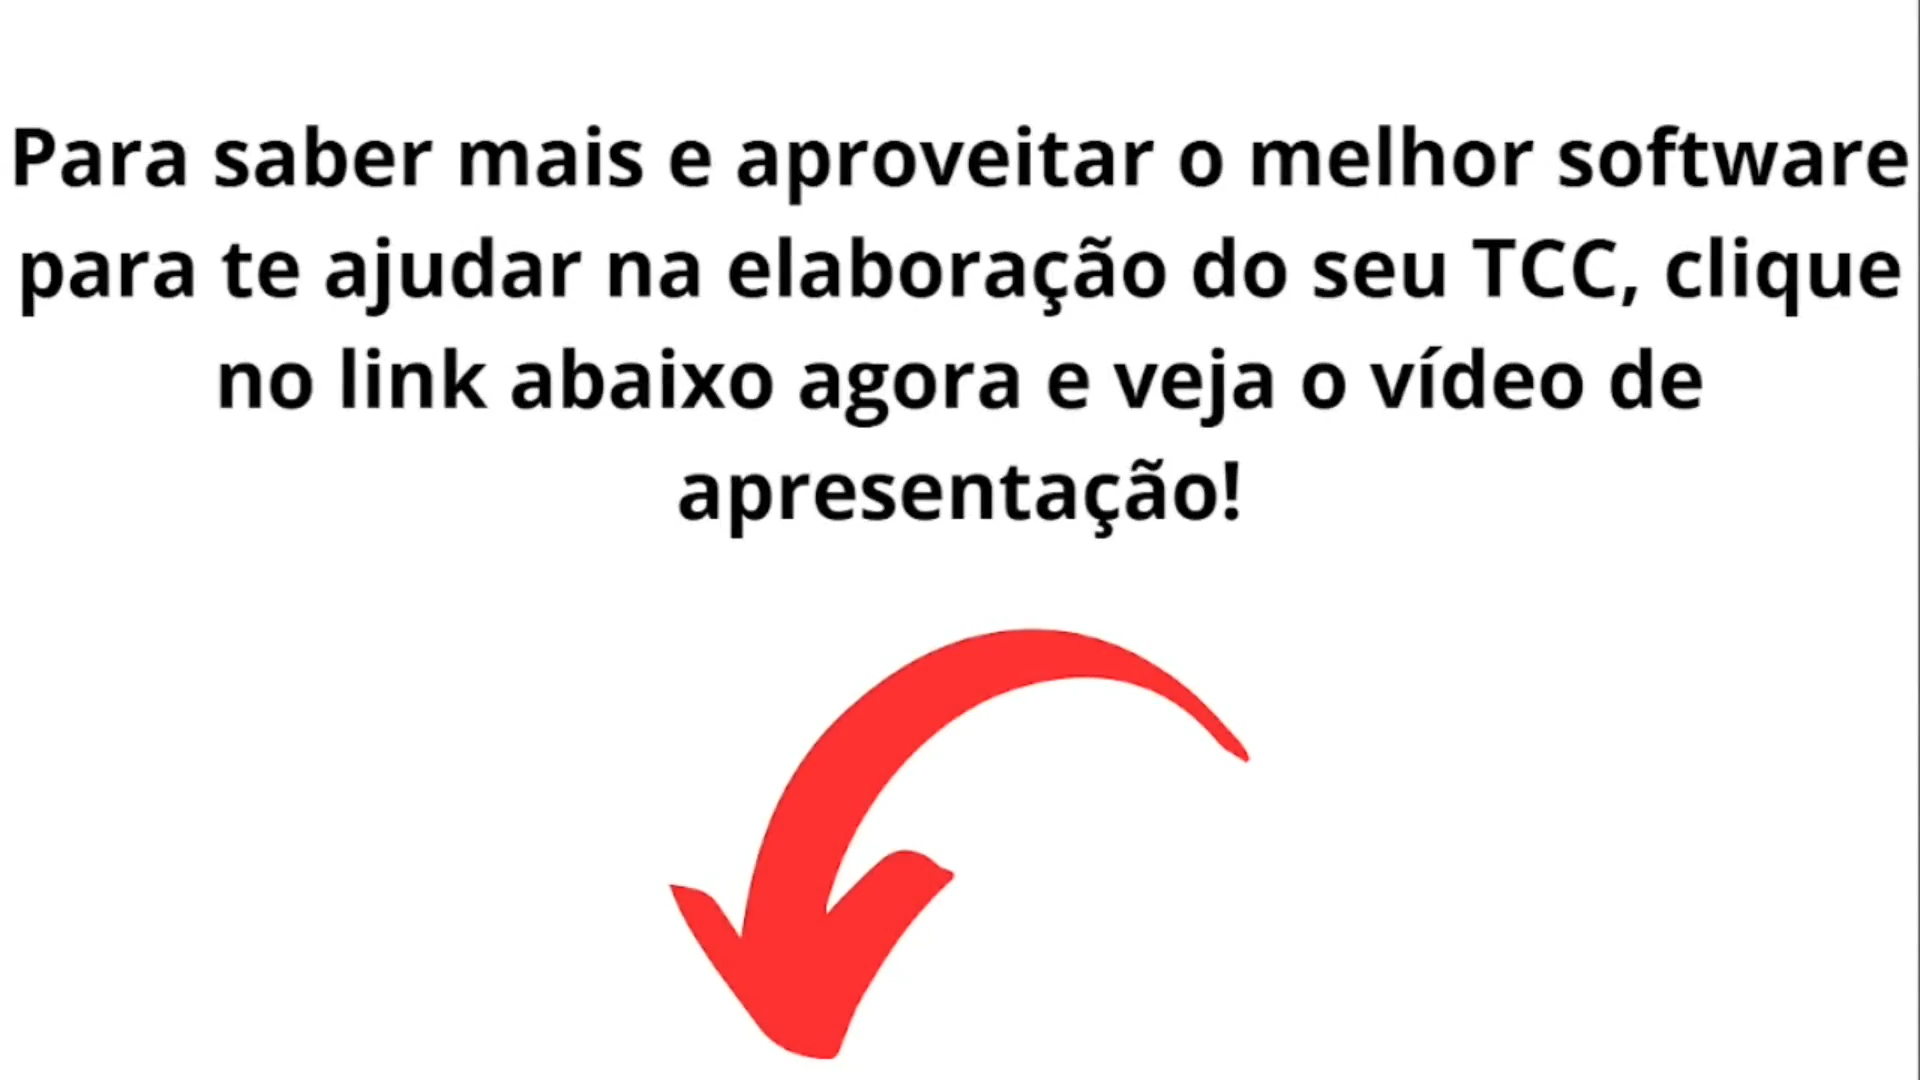 Para saber mais e aproveitar o melhor software
para te ajudar na elaboração do seu TCC, clique
no link abaixo agora e veja o vídeo de
apresentação!